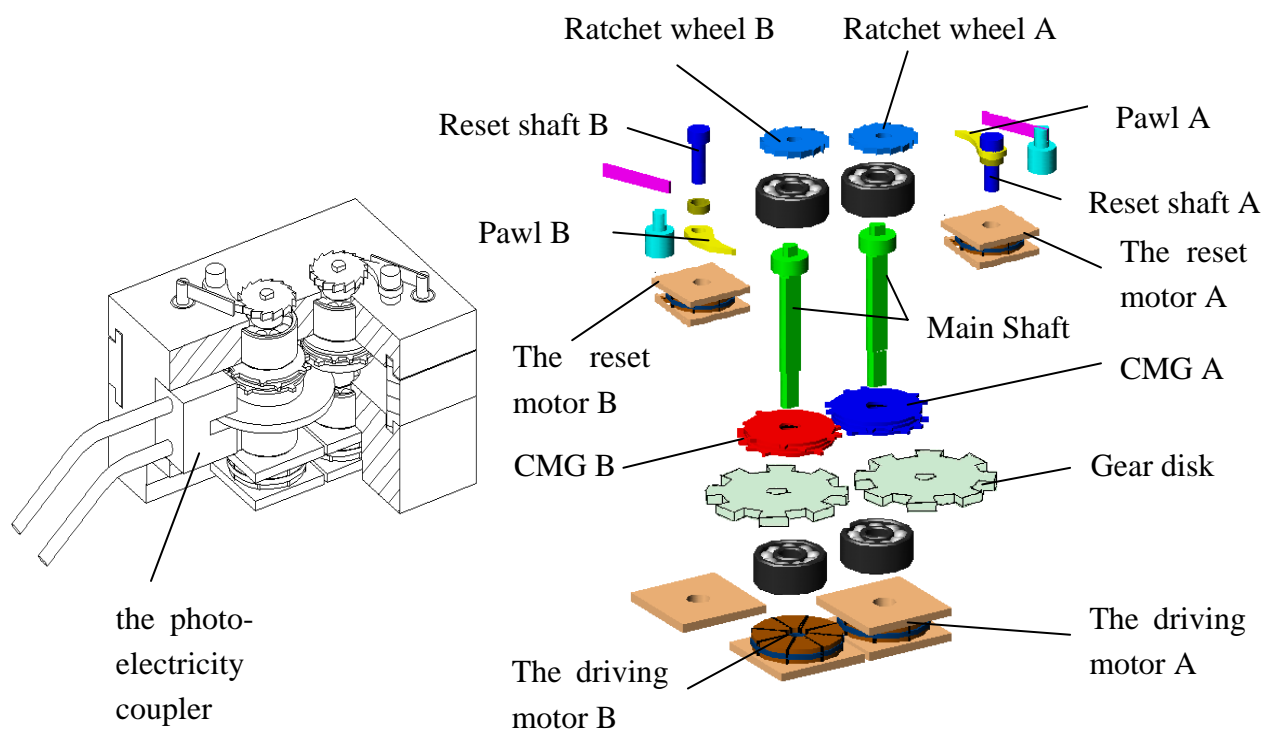 Ratchet wheel B
Ratchet wheel A
Reset shaft B
Pawl A
Pawl B
Reset shaft A
The reset
motor A
Main Shaft
The reset
motor B
CMG A
CMG B
Gear disk
the photo-
electricity
coupler
The driving
motor B
The driving
motor A